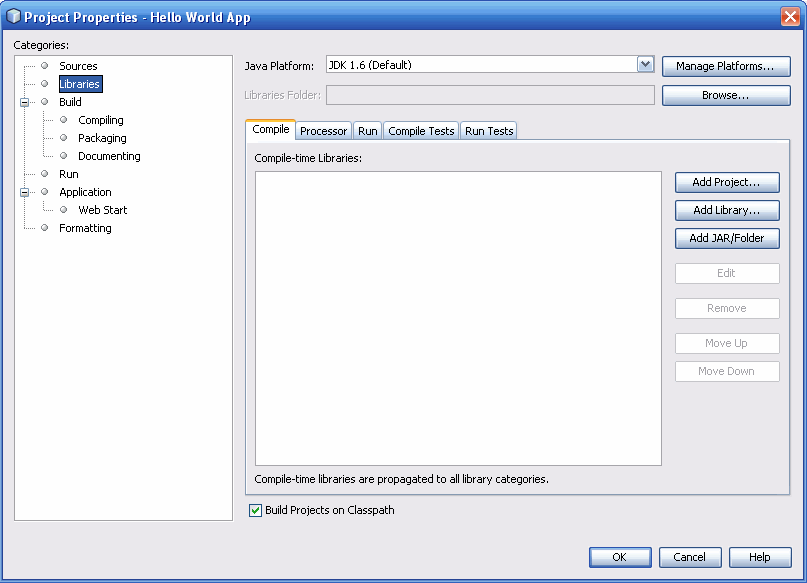 Project Properties - Hello World App
Categories:
Sources
Libraries
Build
Compiling
Packaging
Documenting
Run
Application
Web Start
Formatting
Java Platform: JDK 1.6 (Default) Manage Platforms...
Libraries Folder: Browse...
Compile Processor Run Compile Tests Run Tests
Compile-time Libraries:
Add Project...
Add Library...
Add JAR/Folder
Edit
Remove
Move Up
Move Down
Compile-time libraries are propagated to all library categories.
Build Projects on Classpath
OK Cancel Help